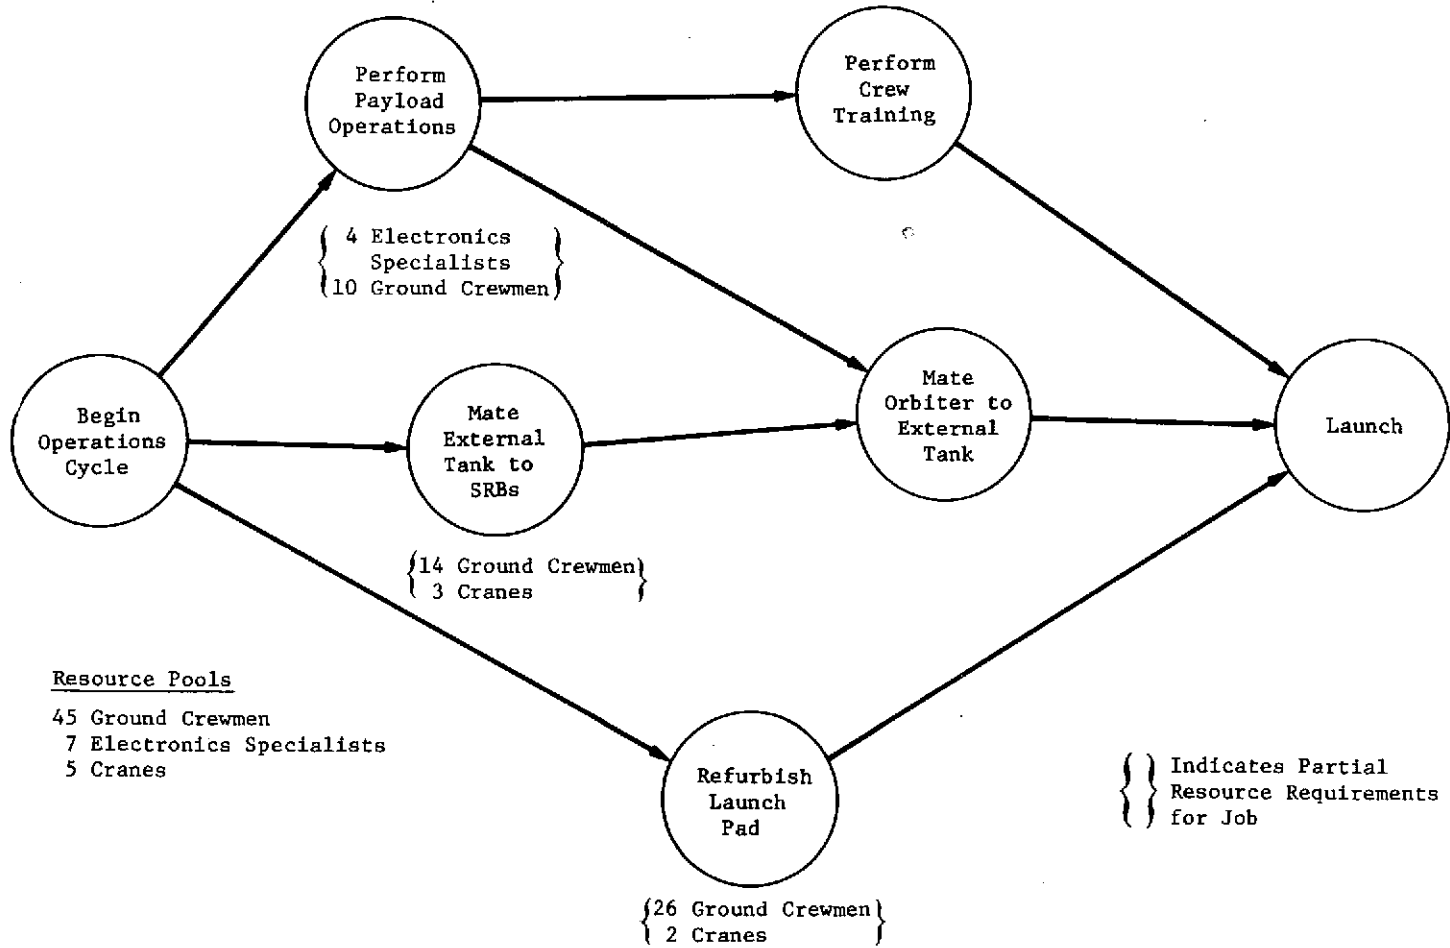 Perform
Payload
Operations
Perform
Crew
Training
{ 4 Electronics
Specialists
10 Ground Crewmen }
Begin
Operations
Cycle
Mate
External
Tank to
SRBs
Mate
Orbiter to
External
Tank
Launch
{ 14 Ground Crewmen
3 Cranes }
Resource Pools
45 Ground Crewmen
7 Electronics Specialists
5 Cranes
Refurbish
Launch
Pad
{ } Indicates Partial
Resource Requirements
for Job
{ 26 Ground Crewmen
2 Cranes }